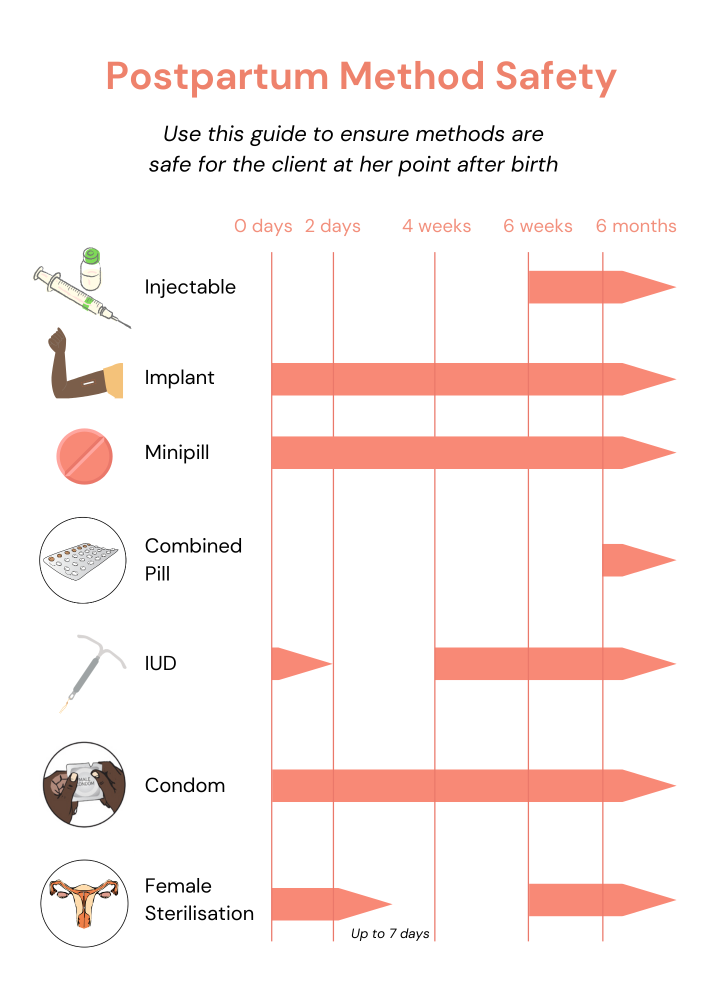 Postpartum Method Safety
Use this guide to ensure methods are
safe for the client at her point after birth
0 days 2 days 4 weeks 6 weeks 6 months
Injectable
Implant
Minipill
Combined
Pill
IUD
MALE
CONDOM
Condom
Female
Sterilisation
Up to 7 days